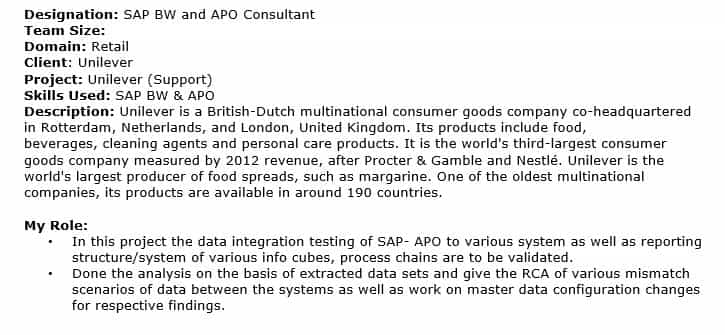 Designation: SAP BW and APO Consultant
Team Size:
Domain: Retail
Client: Unilever
Project: Unilever (Support)
Skills Used: SAP BW & APO
Description: Unilever is a British-Dutch multinational consumer goods company co-headquartered
in Rotterdam, Netherlands, and London, United Kingdom. Its products include food,
beverages, cleaning agents and personal care products. It is the world's third-largest consumer
goods company measured by 2012 revenue, after Procter & Gamble and Nestlé. Unilever is the
world's largest producer of food spreads, such as margarine. One of the oldest multinational
companies, its products are available in around 190 countries.
My Role:
• In this project the data integration testing of SAP- APO to various system as well as reporting
structure/system of various info cubes, process chains are to be validated.
• Done the analysis on the basis of extracted data sets and give the RCA of various mismatch
scenarios of data between the systems as well as work on master data configuration changes
for respective findings.